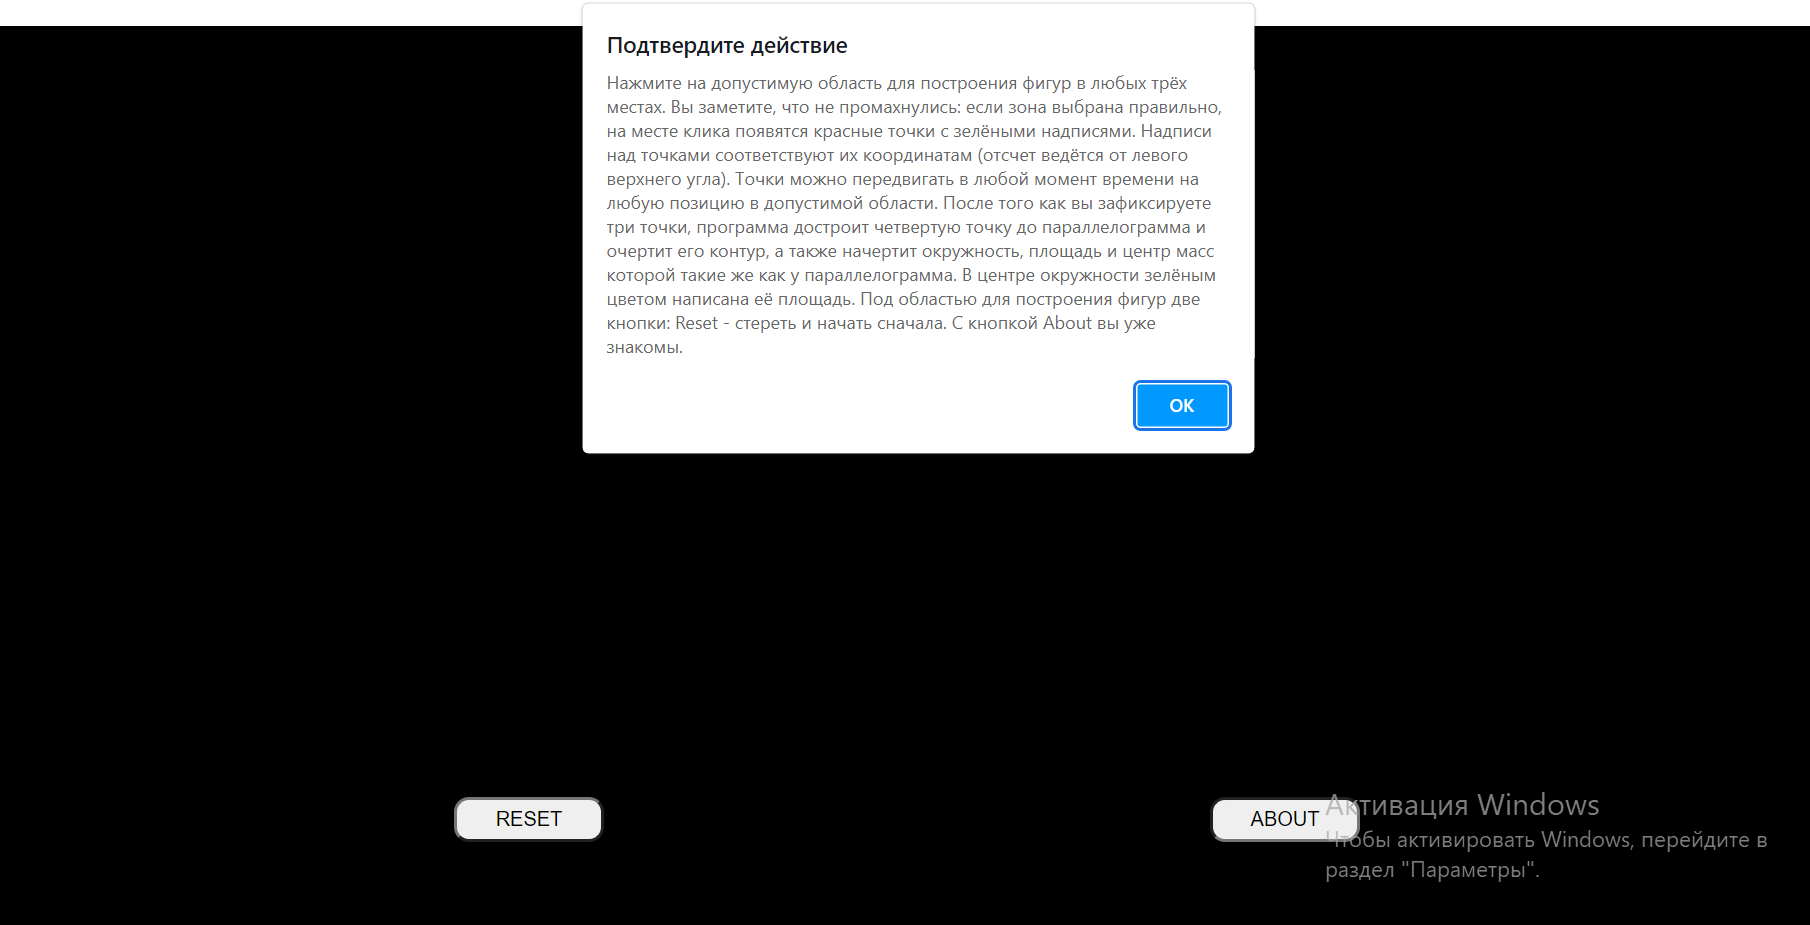 Подтвердите действие
Нажмите на допустимую область для построения фигур в любых трёх
местах. Вы заметите, что не промахнулись: если зона выбрана правильно,
на месте клика появятся красные точки с зелёными надписями. Надписи
над точками соответствуют их координатам (отсчет ведётся от левого
верхнего угла). Точки можно передвигать в любой момент времени на
любую позицию в допустимой области. После того как вы зафиксируете
три точки, программа достроит четвертую точку до параллелограмма и
очертит его контур, а также начертит окружность, площадь и центр масс
которой такие же как у параллелограмма. В центре окружности зелёным
цветом написана её площадь. Под областью для построения фигур две
кнопки: Reset - стереть и начать сначала. С кнопкой About вы уже
знакомы.
ОК
RESET
ABOUT
Активация Windows
Чтобы активировать Windows, перейдите в
раздел "Параметры".